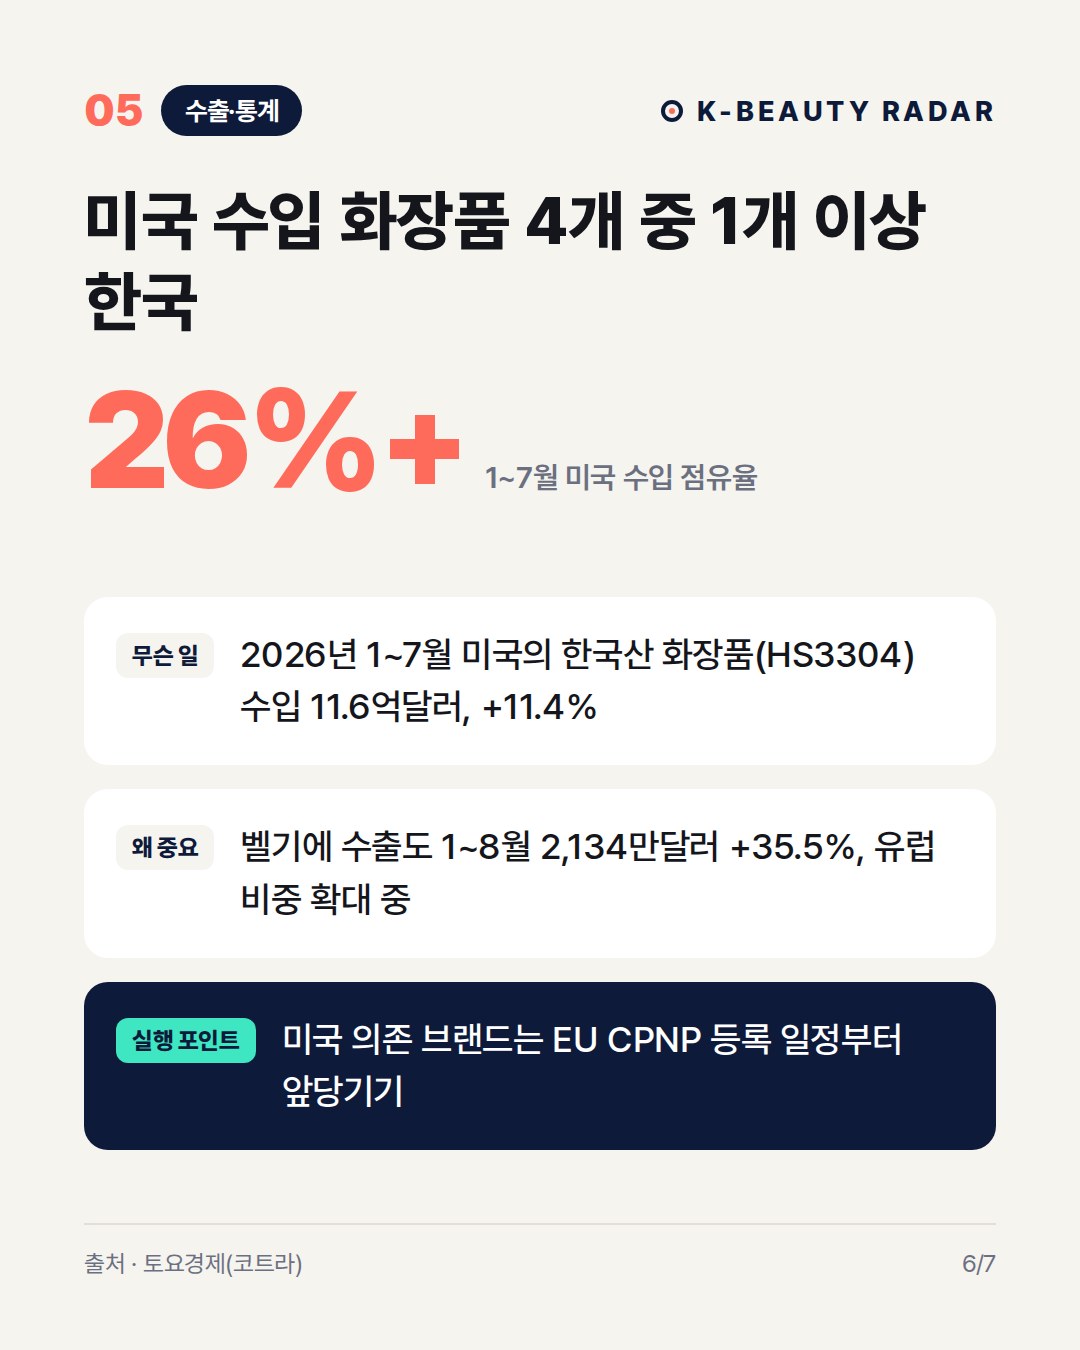 05 수출·통계
K-BEAUTY RADAR
미국 수입 화장품 4개 중 1개 이상
한국
26%+ 1~7월 미국 수입 점유율
무슨 일
2026년 1~7월 미국의 한국산 화장품(HS3304)
수입 11.6억달러, +11.4%
왜 중요
벨기에 수출도 1~8월 2,134만달러 +35.5%, 유럽
비중 확대 중
실행 포인트
미국 의존 브랜드는 EU CPNP 등록 일정부터
앞당기기
출처 · 토요경제(코트라)
6/7